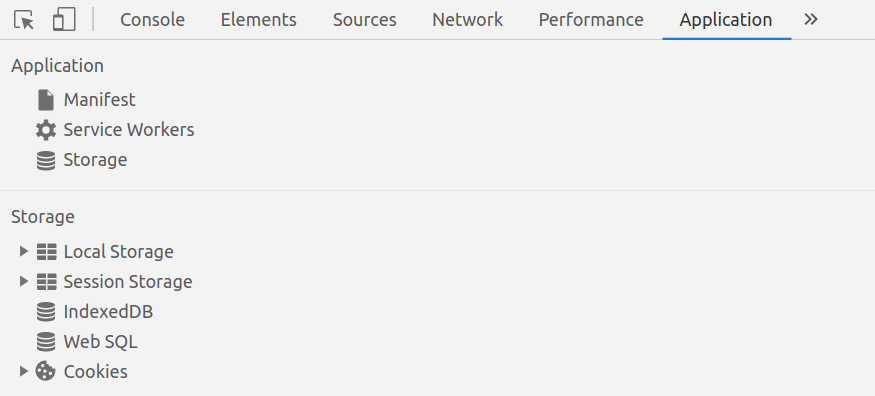 Console Elements Sources Network Performance Application
Application
Manifest
Service Workers
Storage
Storage
Local Storage
Session Storage
IndexedDB
Web SQL
Cookies